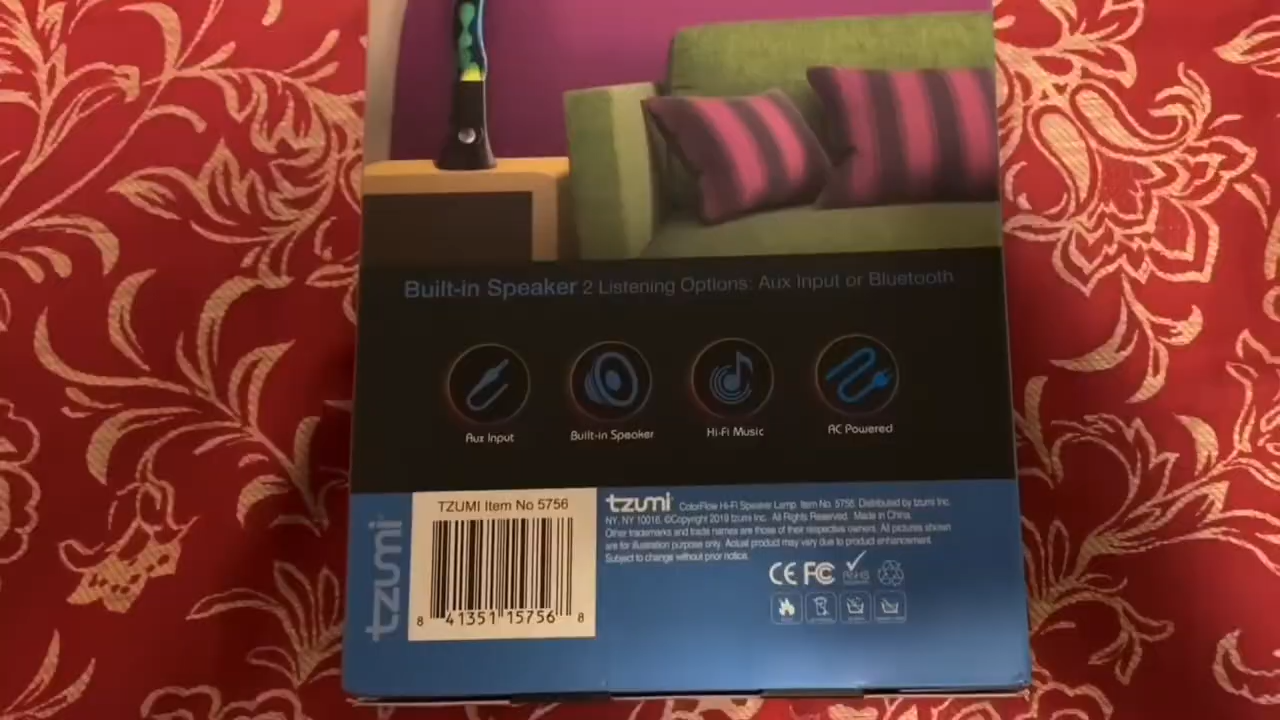 Built-in Speaker 2 Listening Options: Aux Input or Bluetooth
Aux Input
Built-in Speaker
Hi-Fi Music
AC Powered
tzumi
TZUMI Item No 5756
8 41351 15756 8
tzumi ColorFlow Hi-Fi Speaker Lamp Item No. 5756. Distributed by tzumi Inc.
NY, NY 10016. ©Copyright 2019 tzumi Inc. All Rights Reserved. Made in China.
Other trademarks and trade names are those of their respective owners. All pictures shown
are for illustration purpose only. Actual product may vary due to product enhancement.
Subject to change without prior notice.
CE FC RoHS